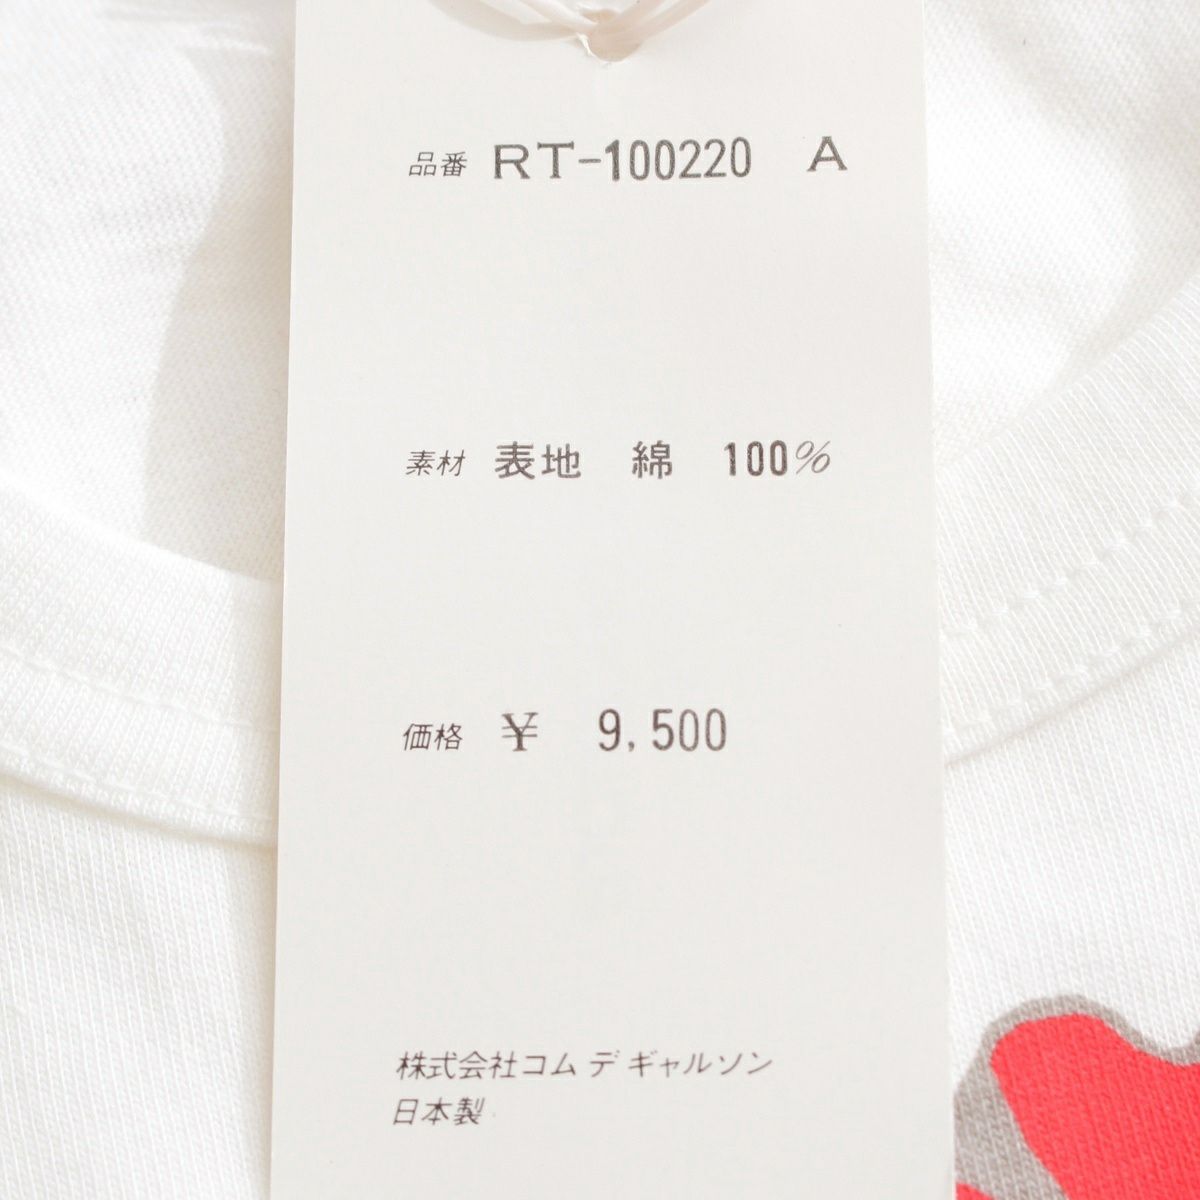 品番 RT-100220 A
素材 表地 綿 100%
価格 ¥ 9,500
株式会社コム デ ギャルソン
日本製